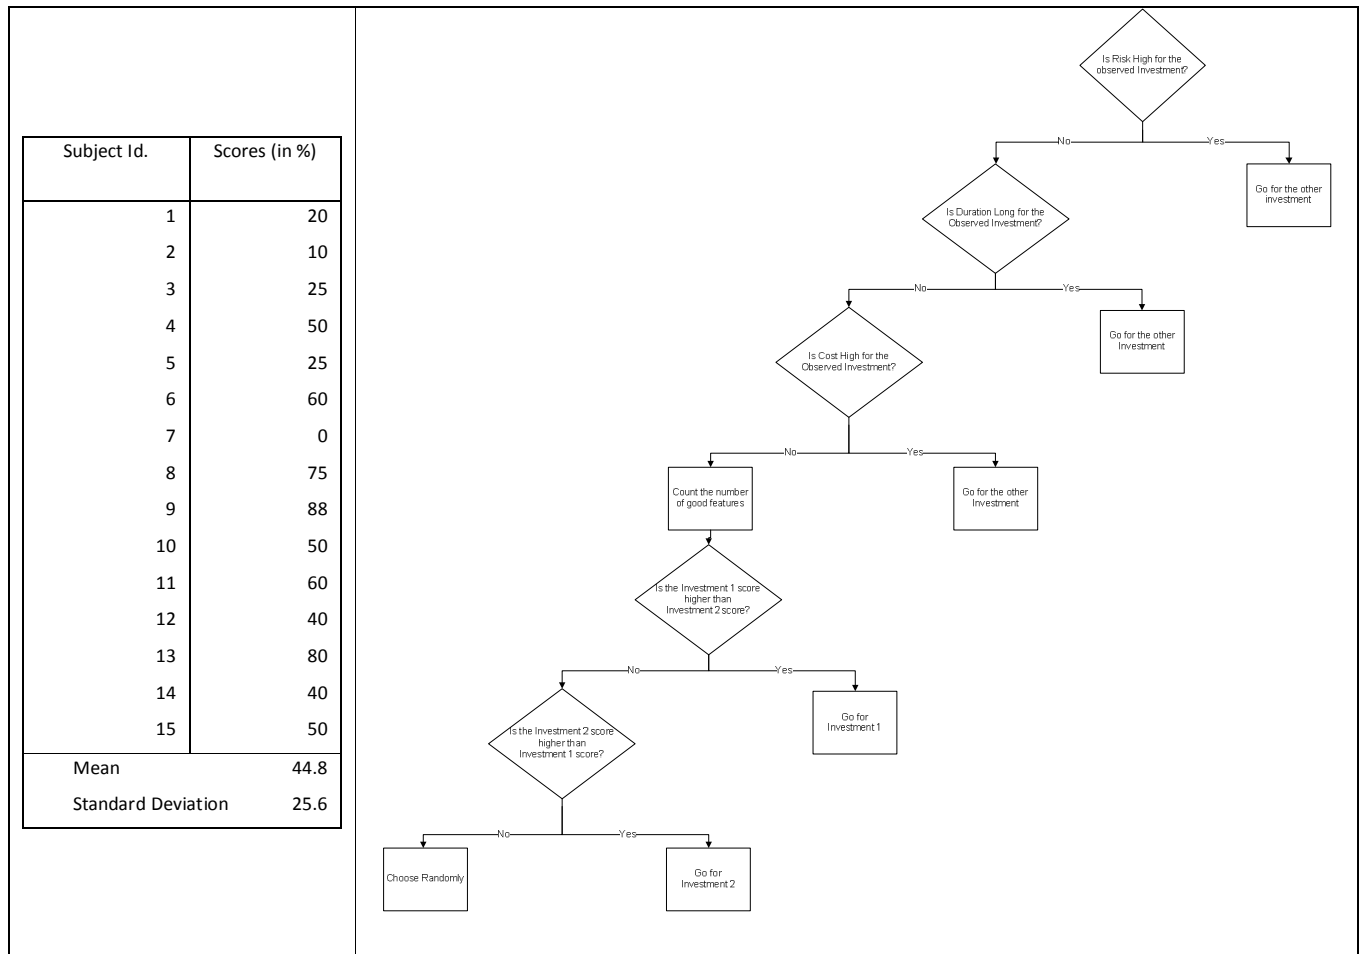 Subject Id. Scores (in %)
1 20
2 10
3 25
4 50
5 25
6 60
7 0
8 75
9 88
10 50
11 60
12 40
13 80
14 40
15 50
Mean 44.8
Standard Deviation 25.6
Is Risk High for the
observed Investment?
No
Yes
Is Duration Long for the
Observed Investment?
Go for the other
investment
No
Yes
Is Cost High for the
Observed Investment?
Go for the other
Investment
No
Yes
Count the number
of good features
Go for the other
Investment
Is the Investment 1 score
higher than
Investment 2 score?
No
Yes
Is the Investment 2 score
higher than
Investment 1 score?
Go for
Investment 1
No
Yes
Choose Randomly
Go for
Investment 2